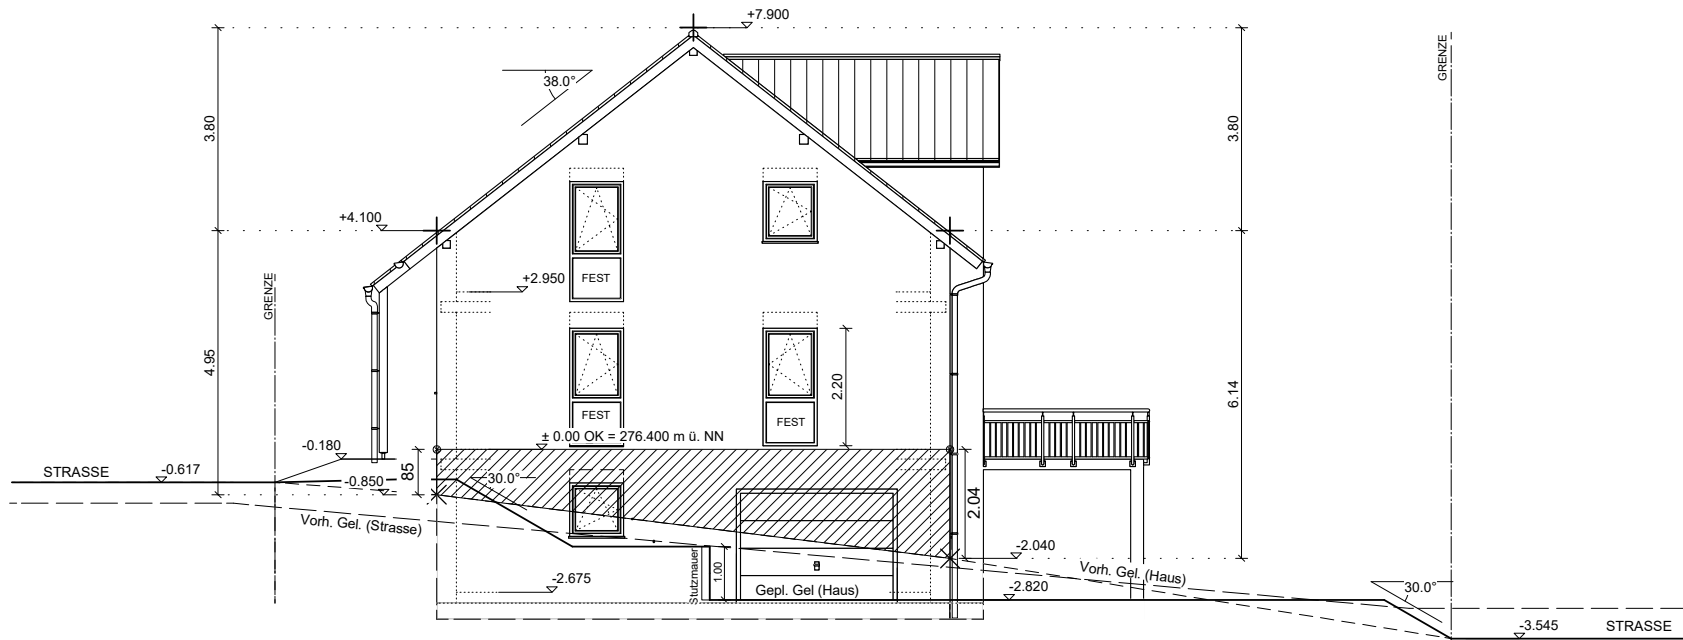 +7.900
GRENZE
38.0°
3.80
3.80
+4.100
GRENZE
+2.950
FEST
4.95
2.20
6.14
FEST
FEST
± 0.00 OK = 276.400 m ü. NN
-0.180
STRASSE
-0.617
-0.850
85
30.0°
2.04
Vorh. Gel. (Strasse)
-2.040
Stutzmauer
1.00
-2.675
Gepl. Gel (Haus)
Vorh. Gel. (Haus)
-2.820
30.0°
-3.545
STRASSE